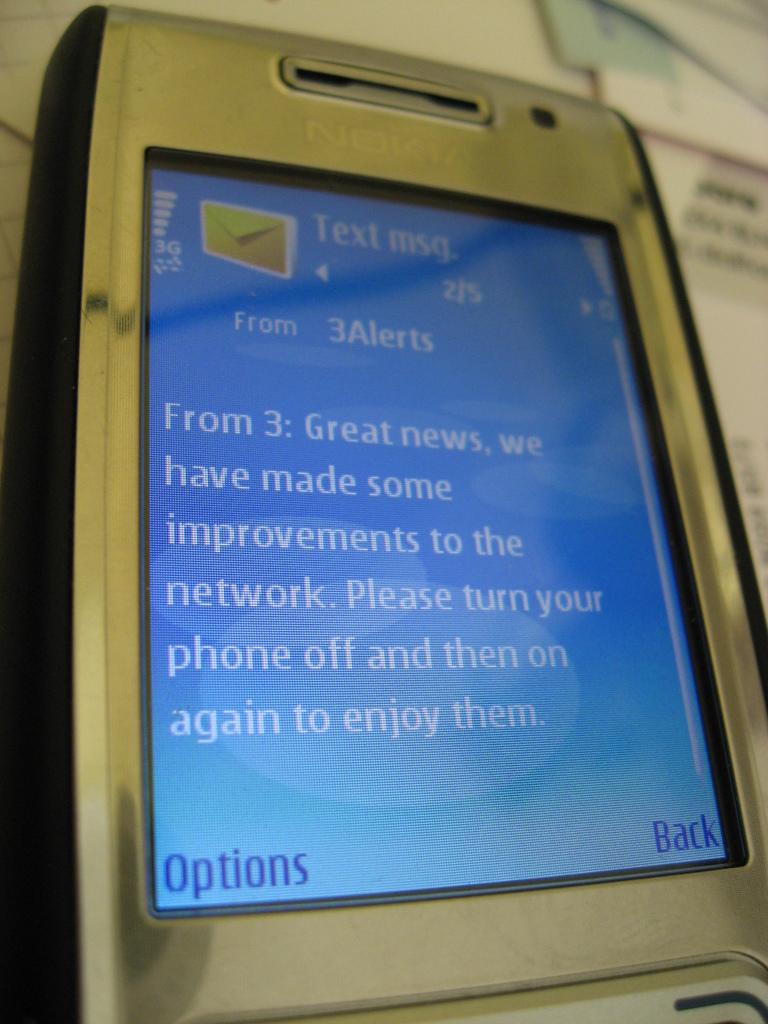 NOKIA
3G
Text msg.
2/5
From 3Alerts
From 3: Great news, we
have made some
improvements to the
network. Please turn your
phone off and then on
again to enjoy them.
Options
Back